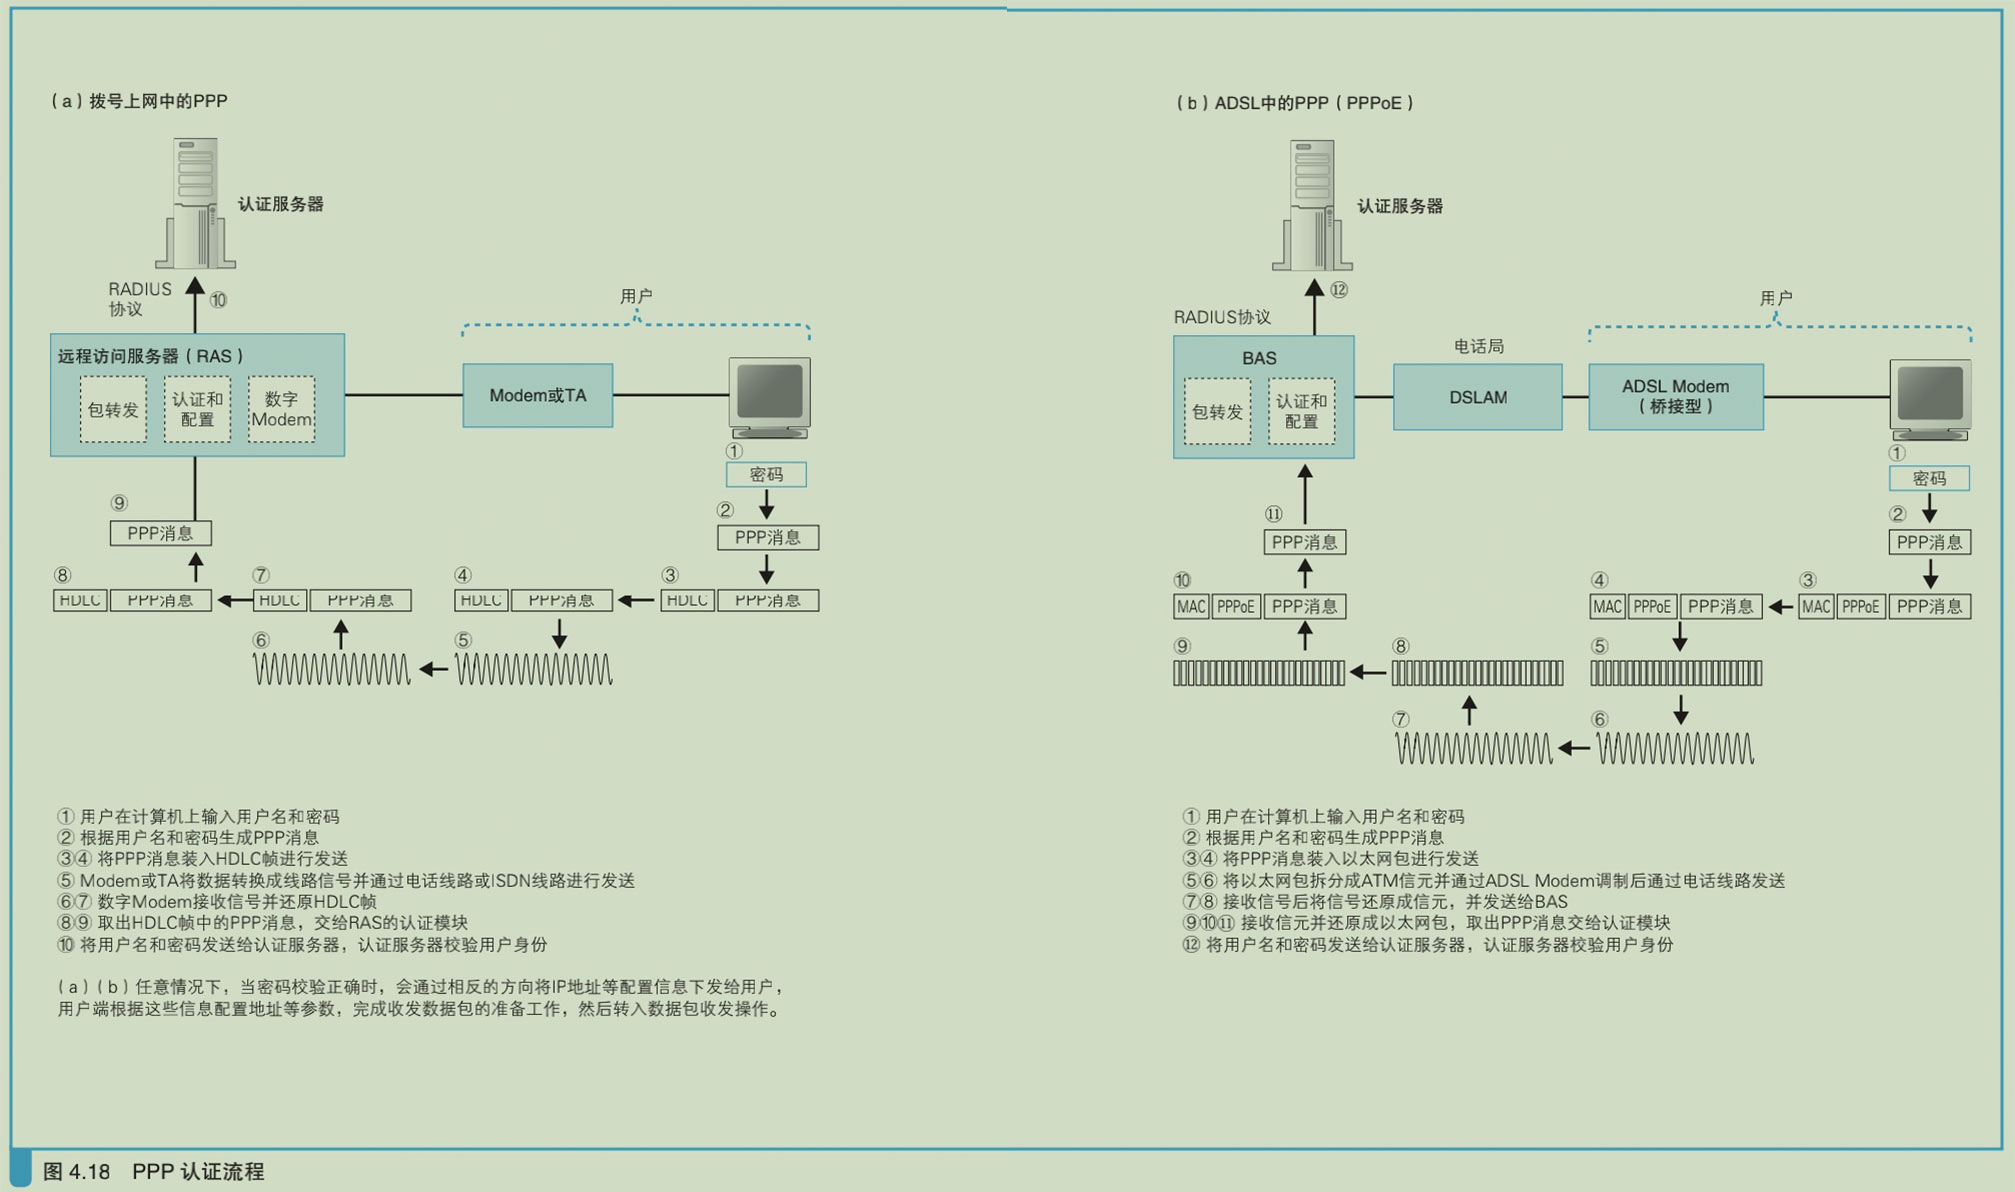 (a)拨号上网中的PPP
认证服务器
RADIUS
协议
⑩
用户
远程访问服务器(RAS)
包转发
认证和
配置
数字
Modem
Modem或TA
①
密码
②
PPP消息
⑨
PPP消息
⑧
HDLC PPP消息
⑦
HDLC PPP消息
④
HDLC PPP消息
③
HDLC PPP消息
⑥
⑤
① 用户在计算机上输入用户名和密码
② 根据用户名和密码生成PPP消息
③④ 将PPP消息装入HDLC帧进行发送
⑤ Modem或TA将数据转换成线路信号并通过电话线路或ISDN线路进行发送
⑥⑦ 数字Modem接收信号并还原HDLC帧
⑧⑨ 取出HDLC帧中的PPP消息，交给RAS的认证模块
⑩ 将用户名和密码发送给认证服务器，认证服务器校验用户身份
(a)(b)任意情况下，当密码校验正确时，会通过相反的方向将IP地址等配置信息下发给用户，
用户端根据这些信息配置地址等参数，完成收发数据包的准备工作，然后转入数据包收发操作。
(b)ADSL中的PPP(PPPoE)
认证服务器
⑫
RADIUS协议
用户
BAS
包转发
认证和
配置
电话局
DSLAM
ADSL Modem
(桥接型)
①
密码
②
PPP消息
⑪
PPP消息
⑩
MAC PPPoE PPP消息
④
MAC PPPoE PPP消息
③
MAC PPPoE PPP消息
⑨
⑧
⑤
⑦
⑥
① 用户在计算机上输入用户名和密码
② 根据用户名和密码生成PPP消息
③④ 将PPP消息装入以太网包进行发送
⑤⑥ 将以太网包拆分成ATM信元并通过ADSL Modem调制后通过电话线路发送
⑦⑧ 接收信号后将信号还原成信元，并发送给BAS
⑨⑩⑪ 接收信元并还原成以太网包，取出PPP消息交给认证模块
⑫ 将用户名和密码发送给认证服务器，认证服务器校验用户身份
图 4.18 PPP 认证流程